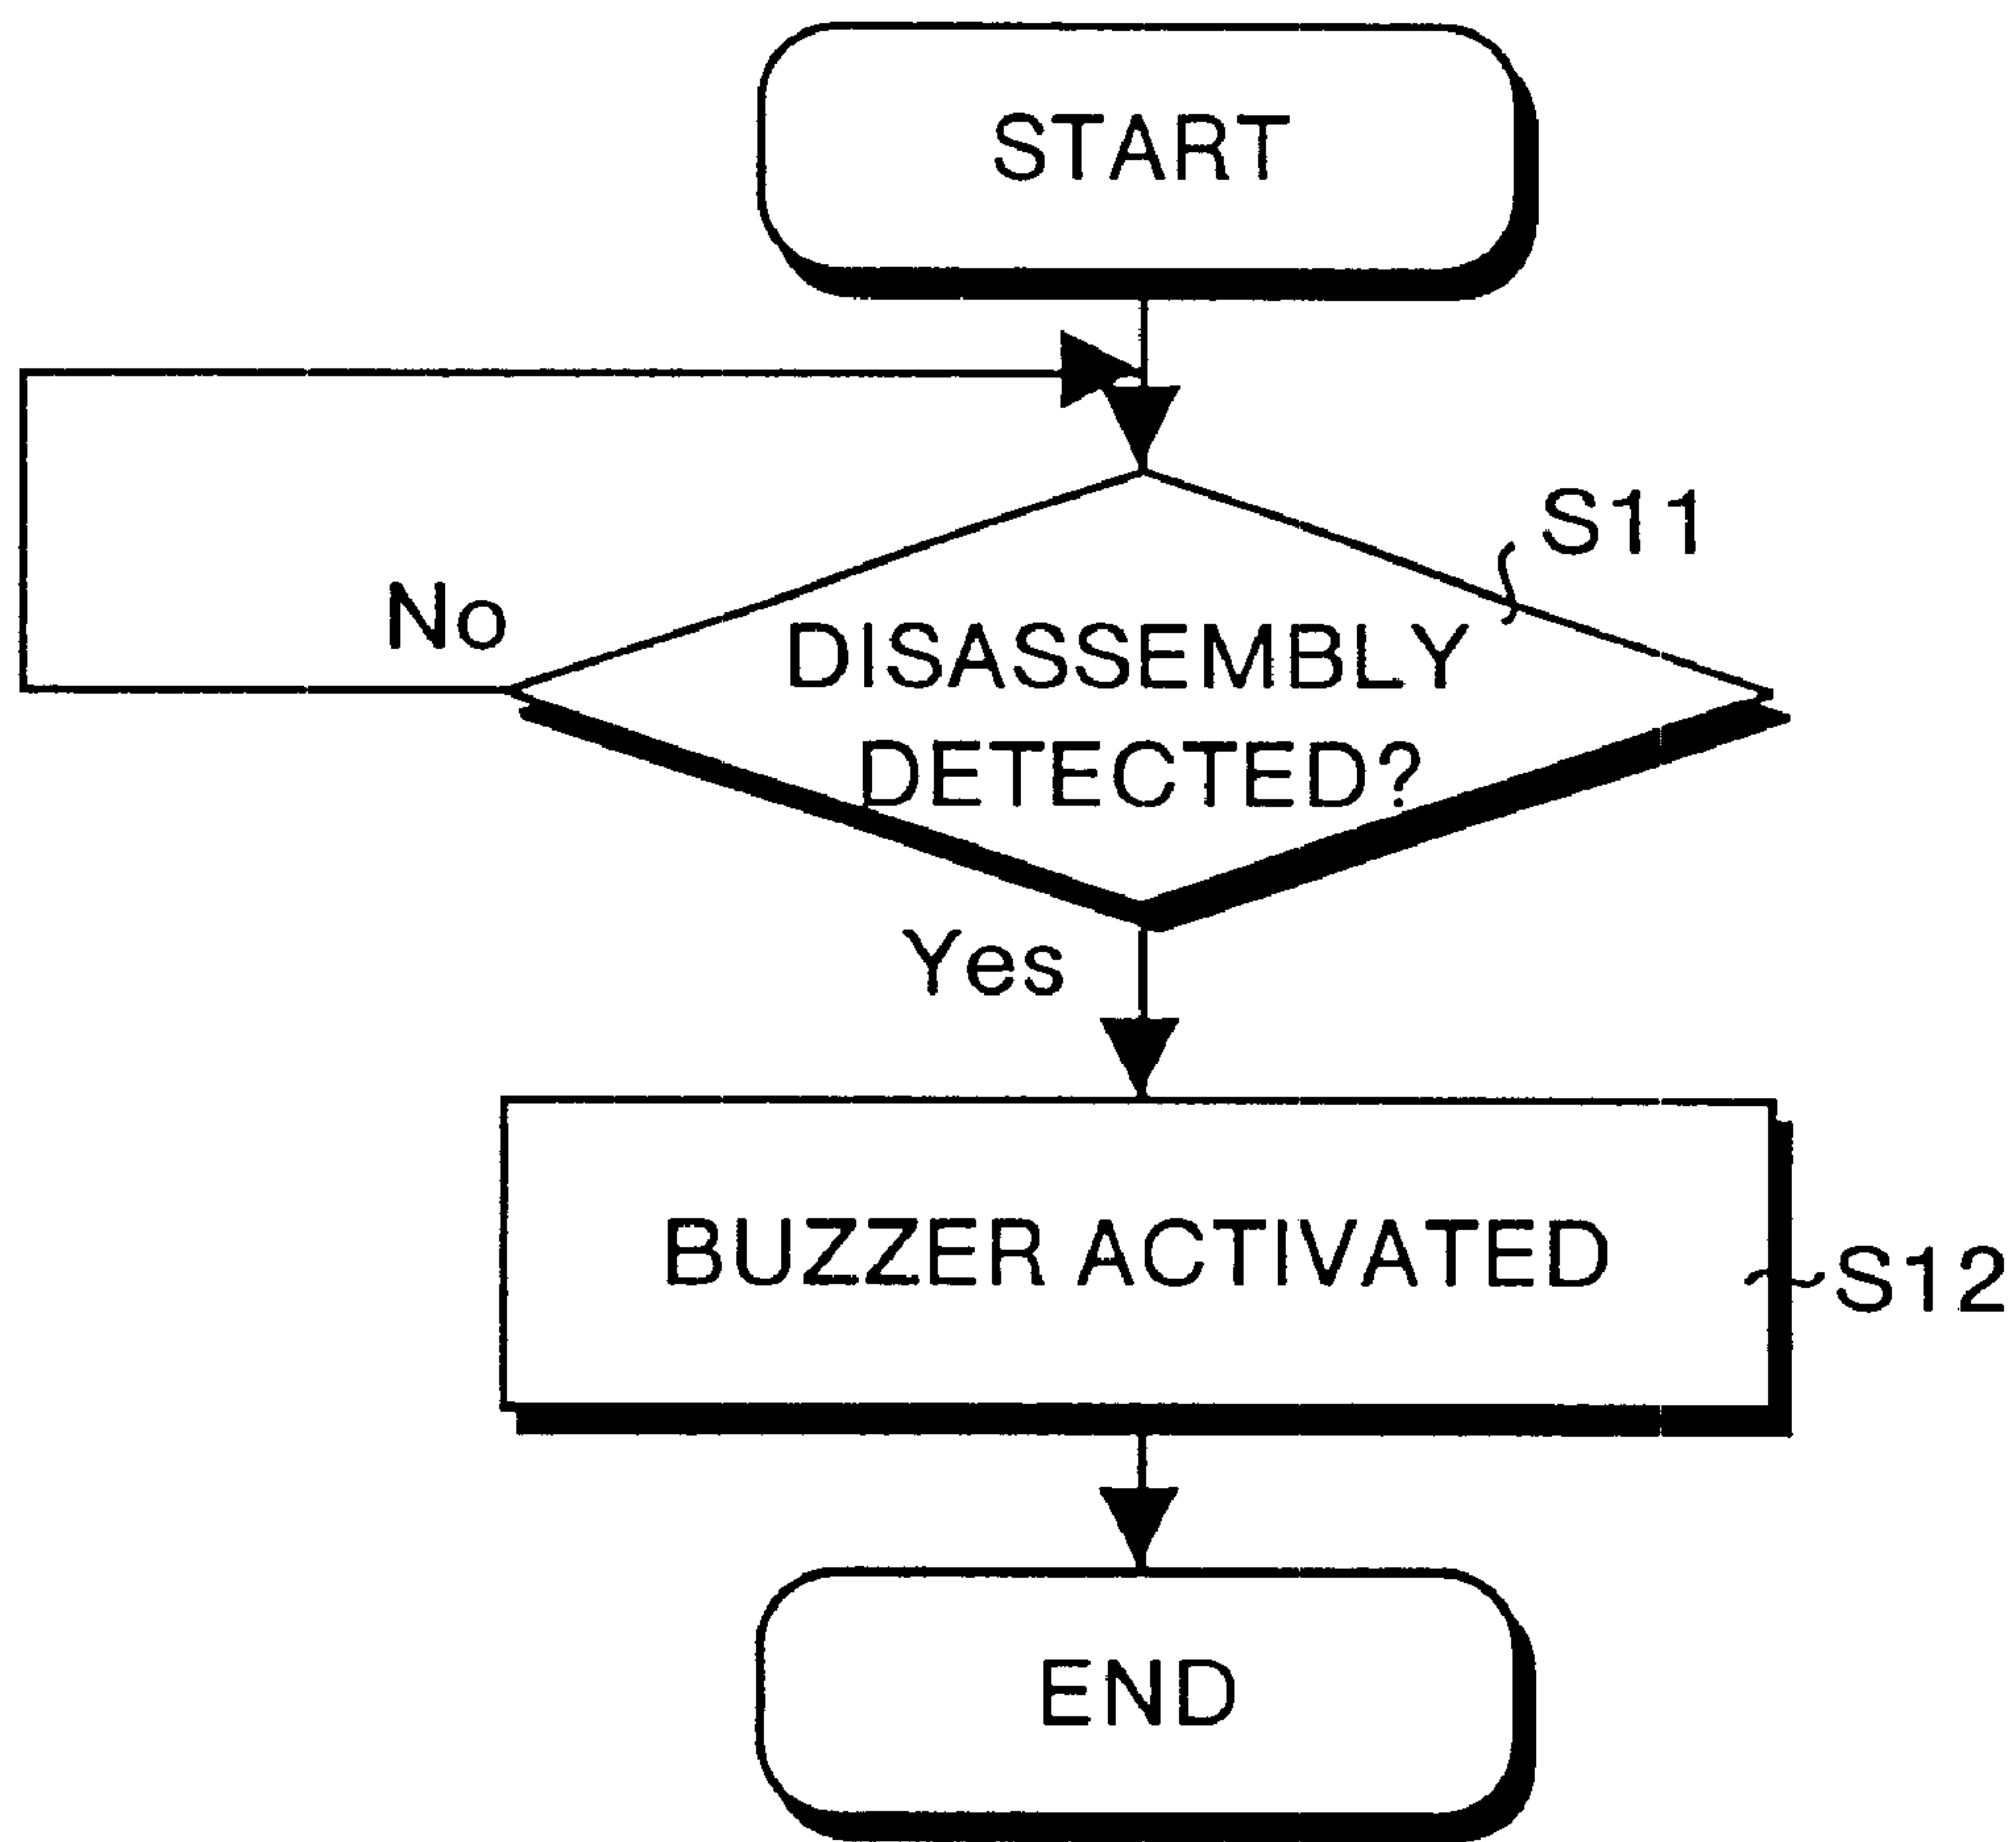 START
S11
No
DISASSEMBLY
DETECTED?
Yes
BUZZER ACTIVATED
S12
END